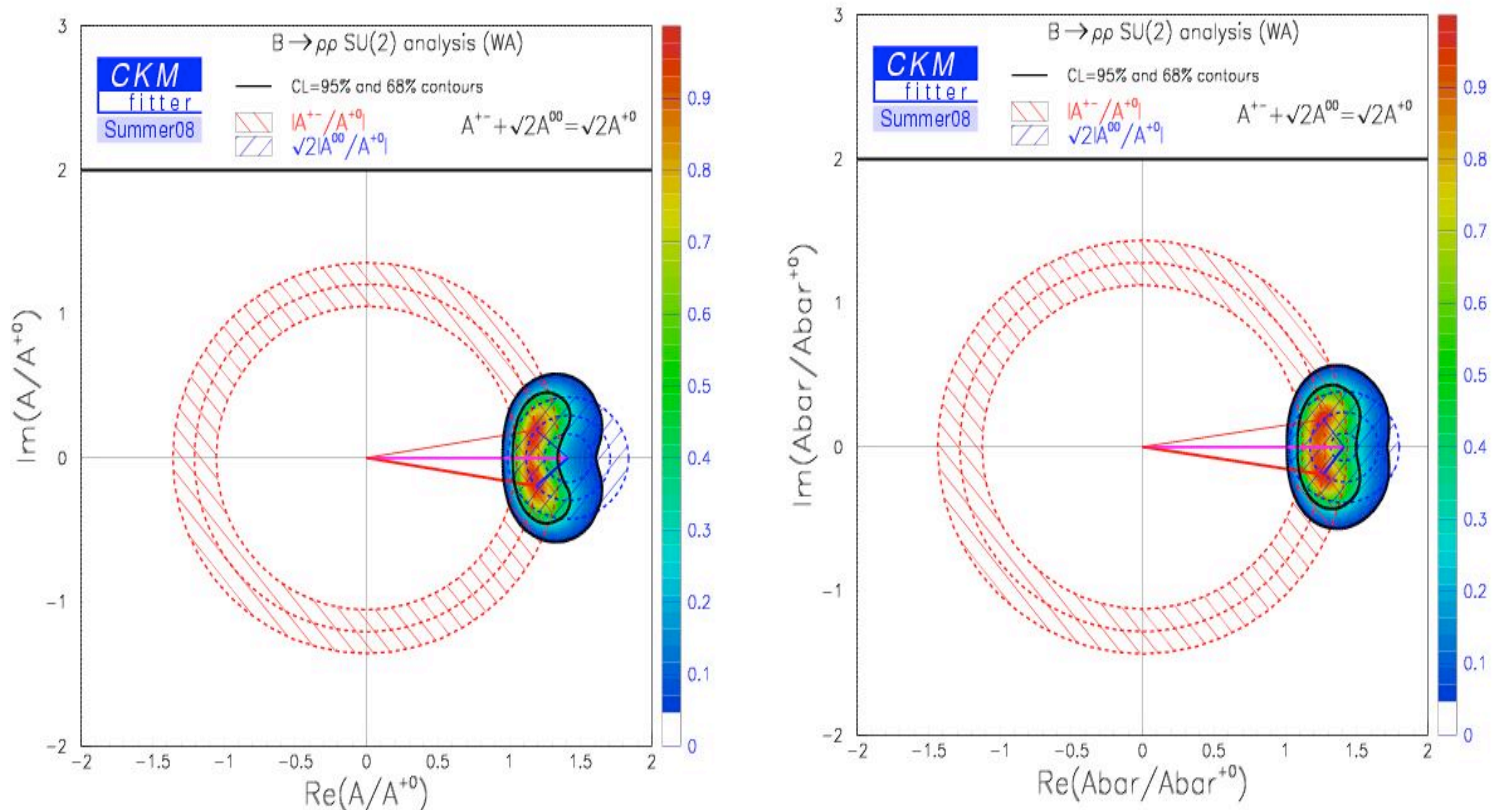 B→ρρ SU(2) analysis (WA)
CKM
fitter
Summer08
CL=95% and 68% contours
|A⁺⁻/A⁺⁰|
√2|A⁰⁰/A⁺⁰|
A⁺⁻+√2A⁰⁰=√2A⁺⁰
3
2
1
0
-1
-2
-2
-1.5
-1
-0.5
0
0.5
1
1.5
2
Im(A/A⁺⁰)
Re(A/A⁺⁰)
0.9
0.8
0.7
0.6
0.5
0.4
0.3
0.2
0.1
0
B→ρρ SU(2) analysis (WA)
CKM
fitter
Summer08
CL=95% and 68% contours
|A⁺⁻/A⁺⁰|
√2|A⁰⁰/A⁺⁰|
A⁺⁻+√2A⁰⁰=√2A⁺⁰
3
2
1
0
-1
-2
-2
-1.5
-1
-0.5
0
0.5
1
1.5
2
Im(Abar/Abar⁺⁰)
Re(Abar/Abar⁺⁰)
0.9
0.8
0.7
0.6
0.5
0.4
0.3
0.2
0.1
0